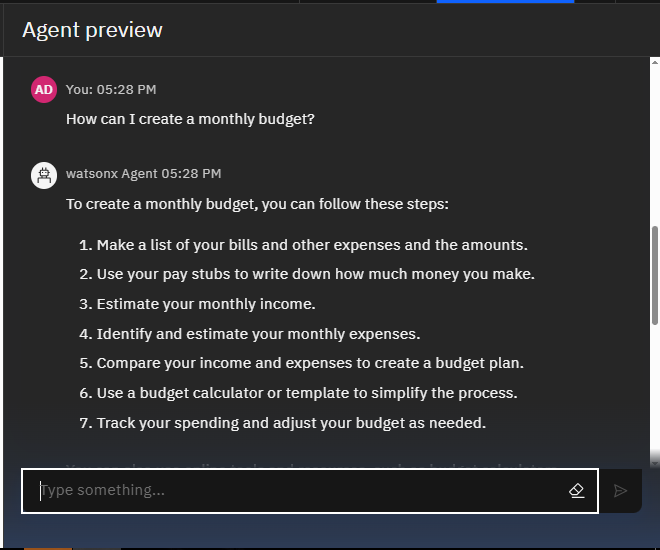 Agent preview
AD
You: 05:28 PM
How can I create a monthly budget?
watsonx Agent 05:28 PM
To create a monthly budget, you can follow these steps:
1. Make a list of your bills and other expenses and the amounts.
2. Use your pay stubs to write down how much money you make.
3. Estimate your monthly income.
4. Identify and estimate your monthly expenses.
5. Compare your income and expenses to create a budget plan.
6. Use a budget calculator or template to simplify the process.
7. Track your spending and adjust your budget as needed.
Type something...